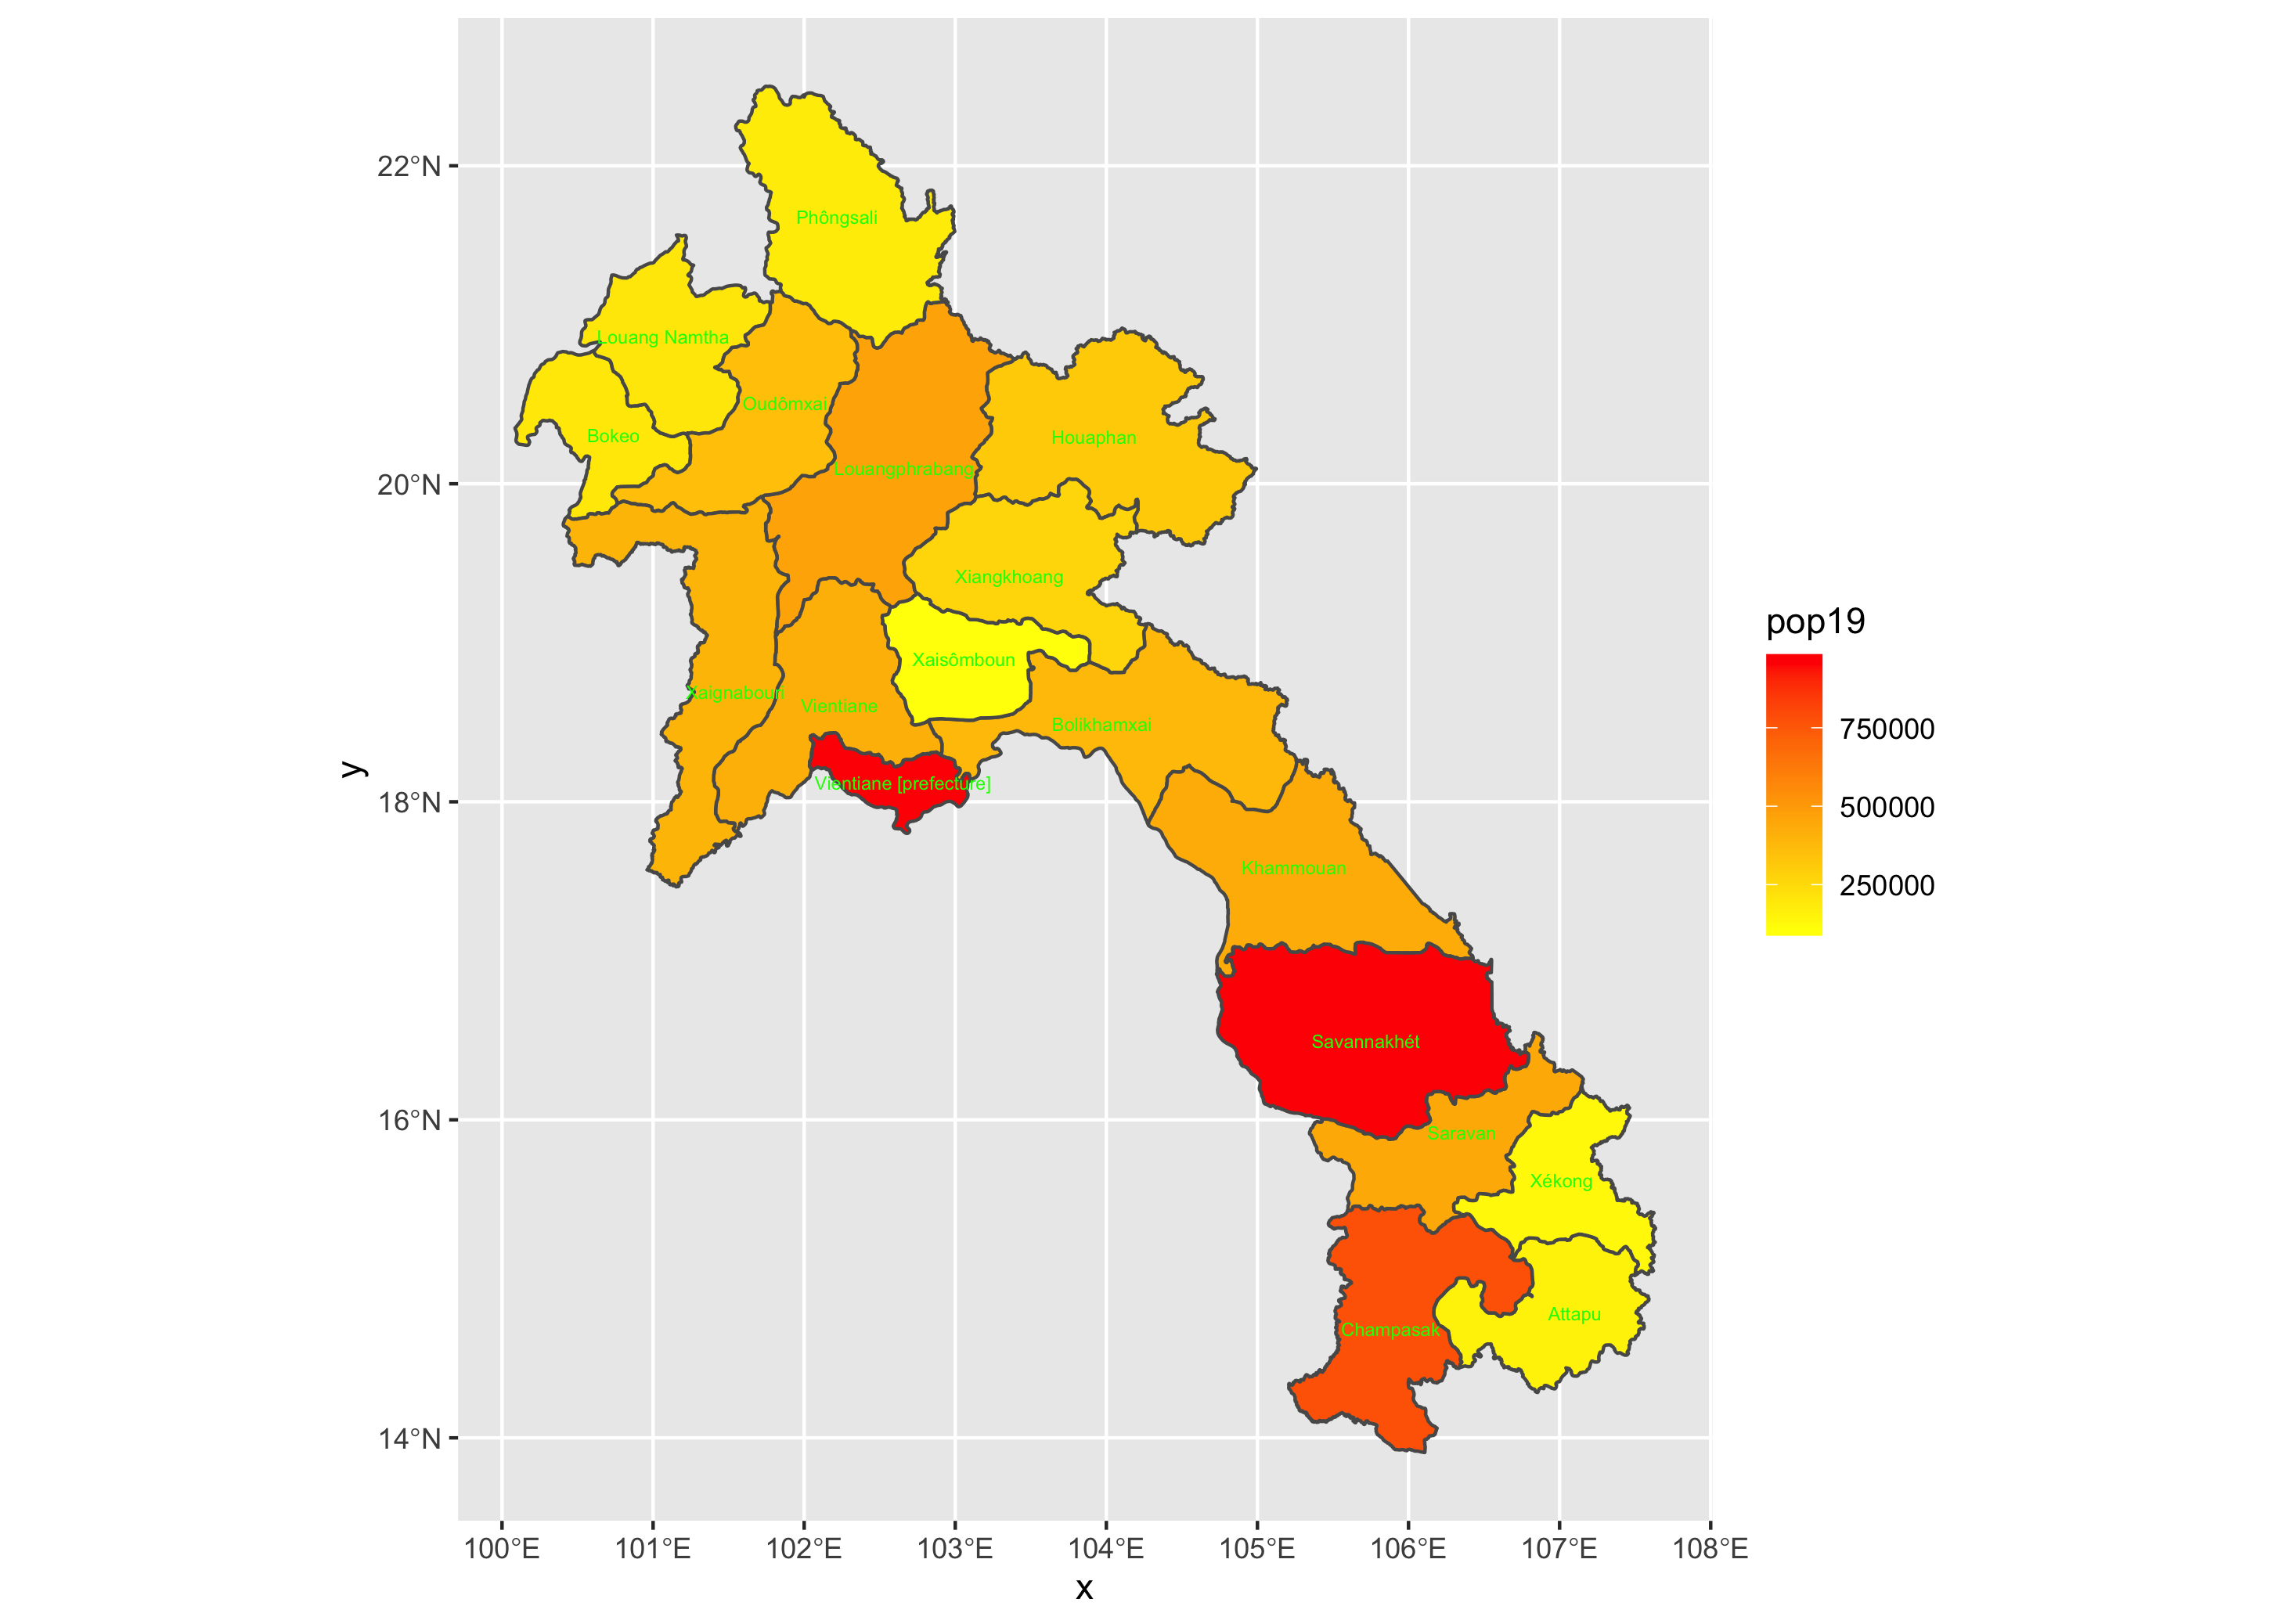 22°N
20°N
18°N
16°N
14°N
y
Phôngsali
Louang Namtha
Oudômxai
Bokeo
Houaphan
Louangphrabang
Xiangkhoang
Xaisômboun
Xaignabouri
Vientiane
Bolikhamxai
Vientiane [prefecture]
Khammouan
Savannakhét
Saravan
Xékong
Attapu
Champasak
100°E
101°E
102°E
103°E
104°E
105°E
106°E
107°E
108°E
x
pop19
750000
500000
250000